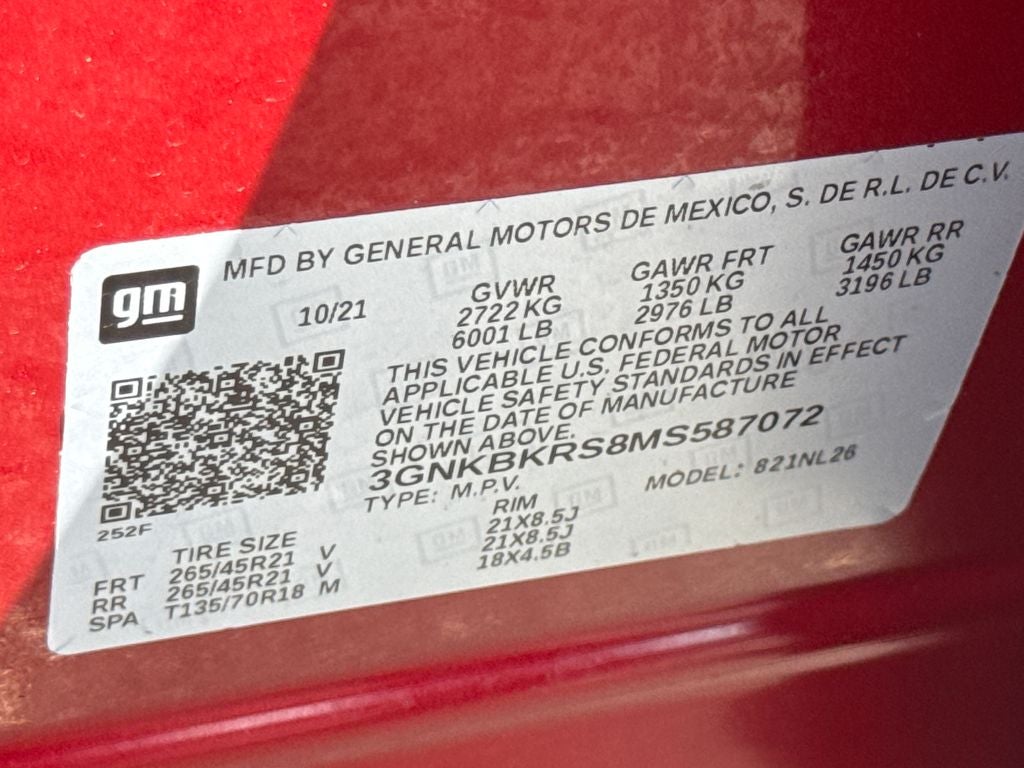 MFD BY GENERAL MOTORS DE MEXICO, S. DE R.L. DE C.V.
gm
10/21
GVWR GAWR FRT GAWR RR
2722 KG 1350 KG 1450 KG
6001 LB 2976 LB 3196 LB
THIS VEHICLE CONFORMS TO ALL
APPLICABLE U.S. FEDERAL MOTOR
VEHICLE SAFETY STANDARDS IN EFFECT
ON THE DATE OF MANUFACTURE
SHOWN ABOVE.
3GNKBKRS8MS587072
TYPE: M.P.V. MODEL: 821NL26
252F
TIRE SIZE RIM
FRT 265/45R21 V 21X8.5J
RR 265/45R21 V 21X8.5J
SPA T135/70R18 M 18X4.5B